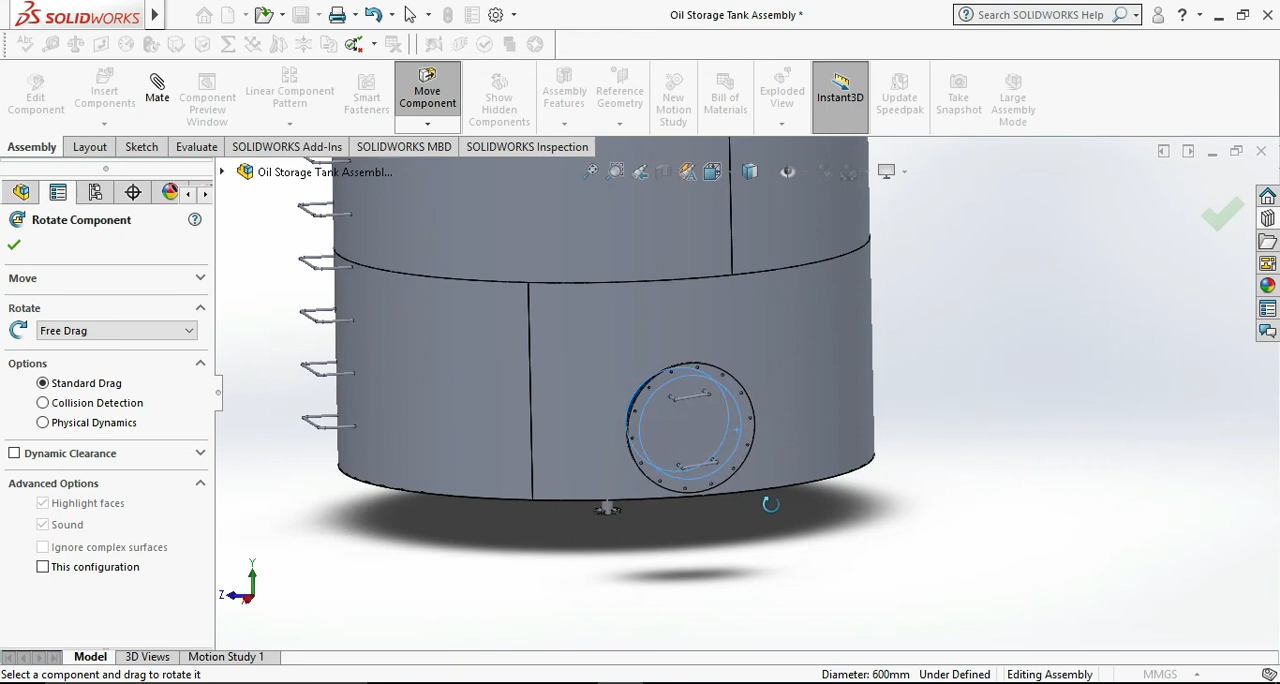 SOLIDWORKS
Oil Storage Tank Assembly *
Search SOLIDWORKS Help
?
Edit Component
Insert Components
Mate
Component Preview Window
Linear Component Pattern
Smart Fasteners
Move Component
Show Hidden Components
Assembly Features
Reference Geometry
New Motion Study
Bill of Materials
Exploded View
Instant3D
Update Speedpak
Take Snapshot
Large Assembly Mode
Assembly
Layout
Sketch
Evaluate
SOLIDWORKS Add-Ins
SOLIDWORKS MBD
SOLIDWORKS Inspection
Oil Storage Tank Assembl...
Rotate Component
?
Move
Rotate
Free Drag
Options
Standard Drag
Collision Detection
Physical Dynamics
Dynamic Clearance
Advanced Options
Highlight faces
Sound
Ignore complex surfaces
This configuration
Y
Z
Model
3D Views
Motion Study 1
Select a component and drag to rotate it
Diameter: 600mm
Under Defined
Editing Assembly
MMGS